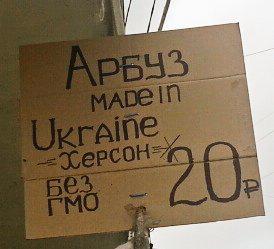 Арбуз
made in
Ukraine
Херсон
Без 20р
ГМО